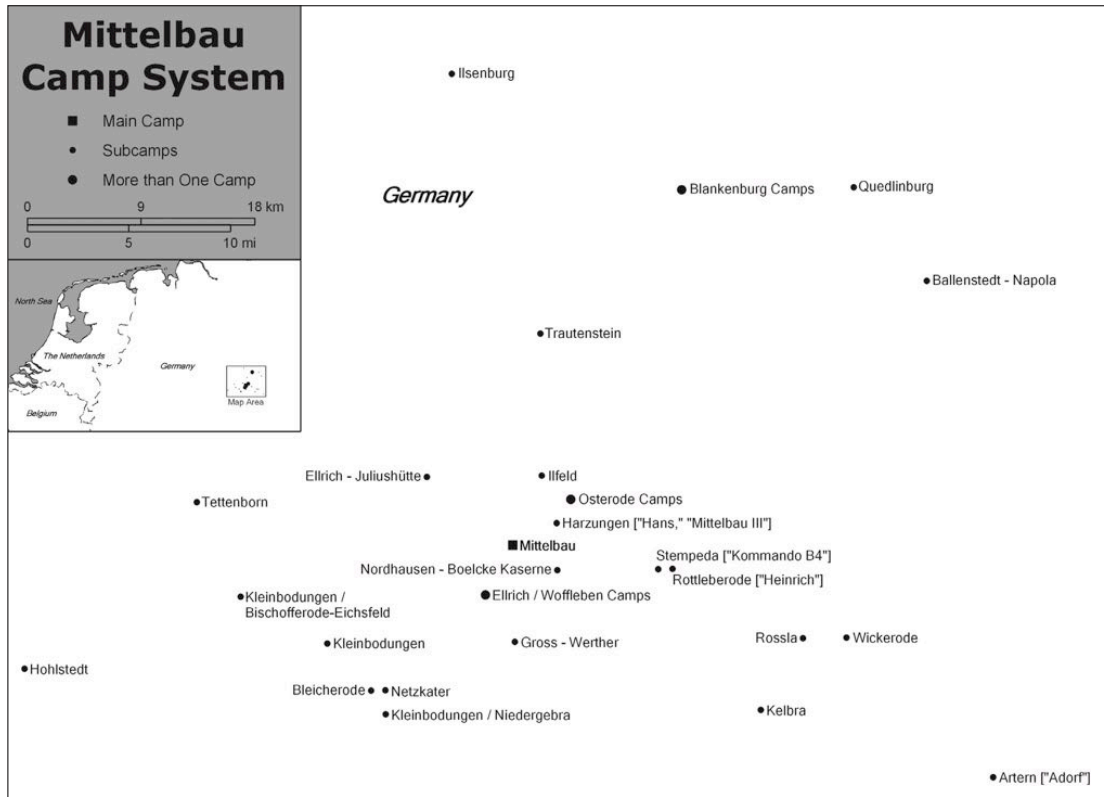 Mittelbau
Camp System
Main Camp
Subcamps
More than One Camp
0 9 18 km
0 5 10 mi
North Sea
The Netherlands
Germany
Belgium
Map Area
Ilsenburg
Germany
Blankenburg Camps
Quedlinburg
Ballenstedt - Napola
Trautenstein
Ellrich - Juliushütte
Ilfeld
Tettenborn
Osterode Camps
Harzungen ["Hans," "Mittelbau III"]
Mittelbau
Stempeda ["Kommando B4"]
Nordhausen - Boelcke Kaserne
Rottleberode ["Heinrich"]
Kleinbodungen /
Bischofferode-Eichsfeld
Ellrich / Woffleben Camps
Kleinbodungen
Gross - Werther
Rossla
Wickerode
Hohlstedt
Bleicherode
Netzkater
Kleinbodungen / Niedergebra
Kelbra
Artern ["Adorf"]